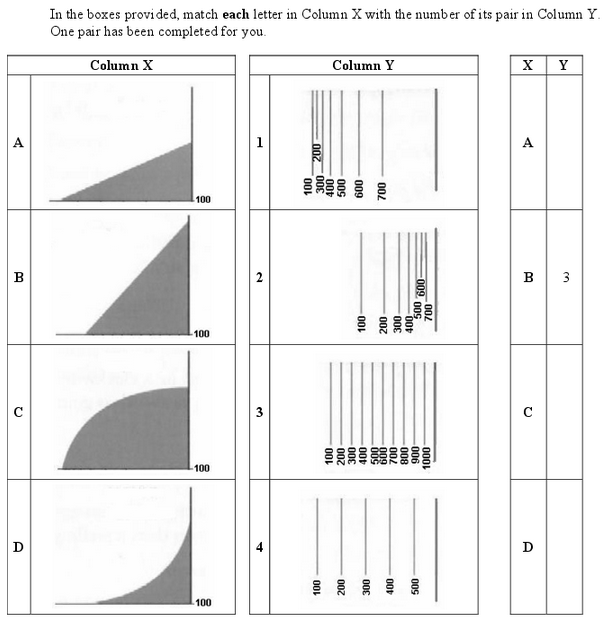 In the boxes provided, match each letter in Column X with the number of its pair in Column Y.
One pair has been completed for you.
Column X
Column Y
X Y
A
100
1
100
200
300
400
500
600
700
A
B
100
2
100
200
300
400
500
600
700
B 3
C
100
3
100
200
300
400
500
600
700
800
900
1000
C
D
100
4
100
200
300
400
500
D